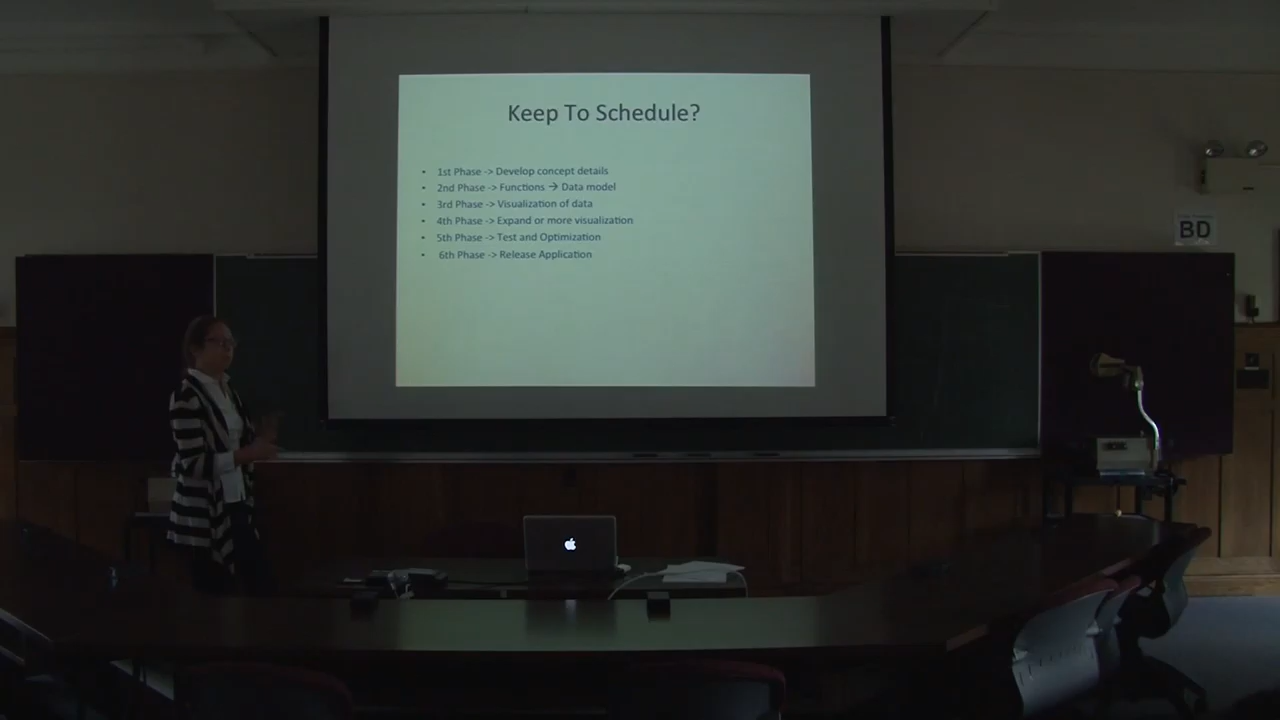 Keep To Schedule?
• 1st Phase -> Develop concept details
• 2nd Phase -> Functions → Data model
• 3rd Phase -> Visualization of data
• 4th Phase -> Expand or more visualization
• 5th Phase -> Test and Optimization
• 6th Phase -> Release Application
BD